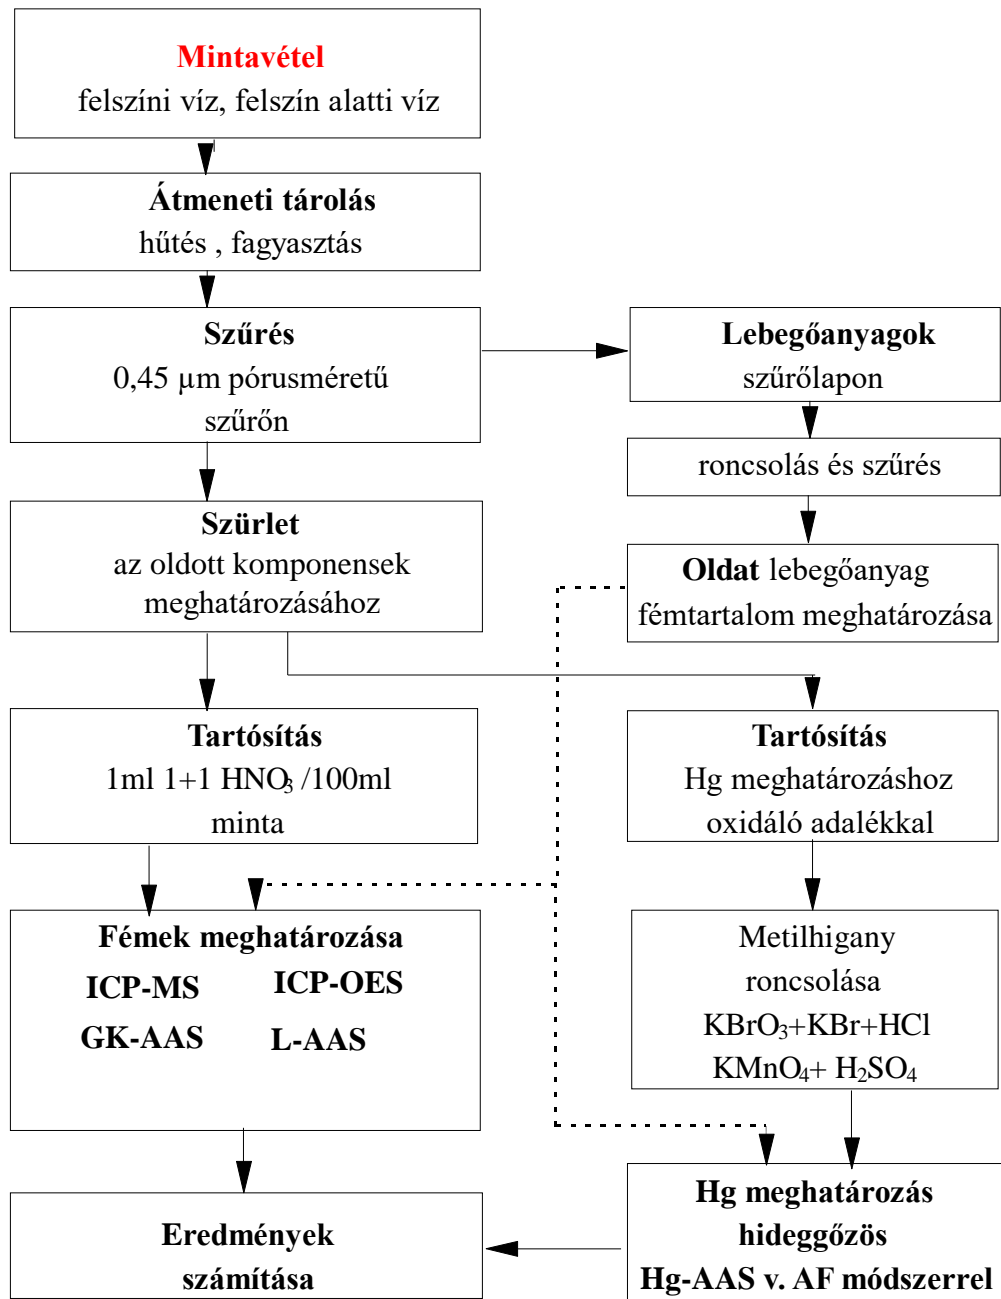 Mintavétel
felszíni víz, felszín alatti víz
Átmeneti tárolás
hűtés , fagyasztás
Szűrés
0,45 µm pórusméretű
szűrőn
Lebegőanyagok
szűrőlapon
roncsolás és szűrés
Szürlet
az oldott komponensek
meghatározásához
Oldat lebegőanyag
fémtartalom meghatározása
Tartósítás
1ml 1+1 HNO₃ /100ml
minta
Tartósítás
Hg meghatározáshoz
oxidáló adalékkal
Fémek meghatározása
ICP-MS ICP-OES
GK-AAS L-AAS
Metilhigany
roncsolása
KBrO₃+KBr+HCl
KMnO₄+ H₂SO₄
Hg meghatározás
hideggőzös
Hg-AAS v. AF módszerrel
Eredmények
számítása